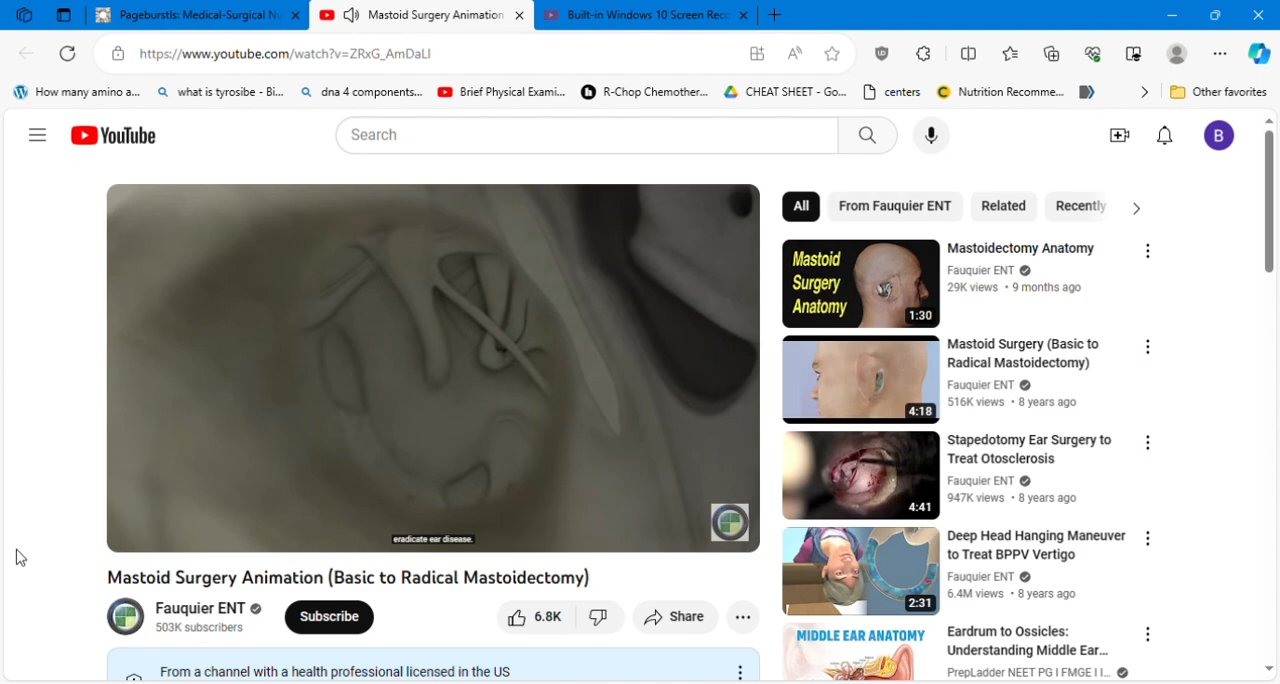 Pageburstls: Medical-Surgical Nu
Mastoid Surgery Animation
Built-in Windows 10 Screen Reco
https://www.youtube.com/watch?v=ZRxG_AmDaLI
How many amino a...
what is tyrosibe - Bi...
dna 4 components...
Brief Physical Exami...
R-Chop Chemother...
CHEAT SHEET - Go...
centers
Nutrition Recomme...
Other favorites
YouTube
Search
B
All
From Fauquier ENT
Related
Recently
Mastoid
Surgery
Anatomy
1:30
Mastoidectomy Anatomy
Fauquier ENT
29K views • 9 months ago
4:18
Mastoid Surgery (Basic to
Radical Mastoidectomy)
Fauquier ENT
516K views • 8 years ago
4:41
Stapedotomy Ear Surgery to
Treat Otosclerosis
Fauquier ENT
947K views • 8 years ago
2:31
Deep Head Hanging Maneuver
to Treat BPPV Vertigo
Fauquier ENT
6.4M views • 8 years ago
MIDDLE EAR ANATOMY
Eardrum to Ossicles:
Understanding Middle Ear...
PrepLadder NEET PG I FMGE I I...
eradicate ear disease.
Mastoid Surgery Animation (Basic to Radical Mastoidectomy)
Fauquier ENT
503K subscribers
Subscribe
6.8K
Share
From a channel with a health professional licensed in the US